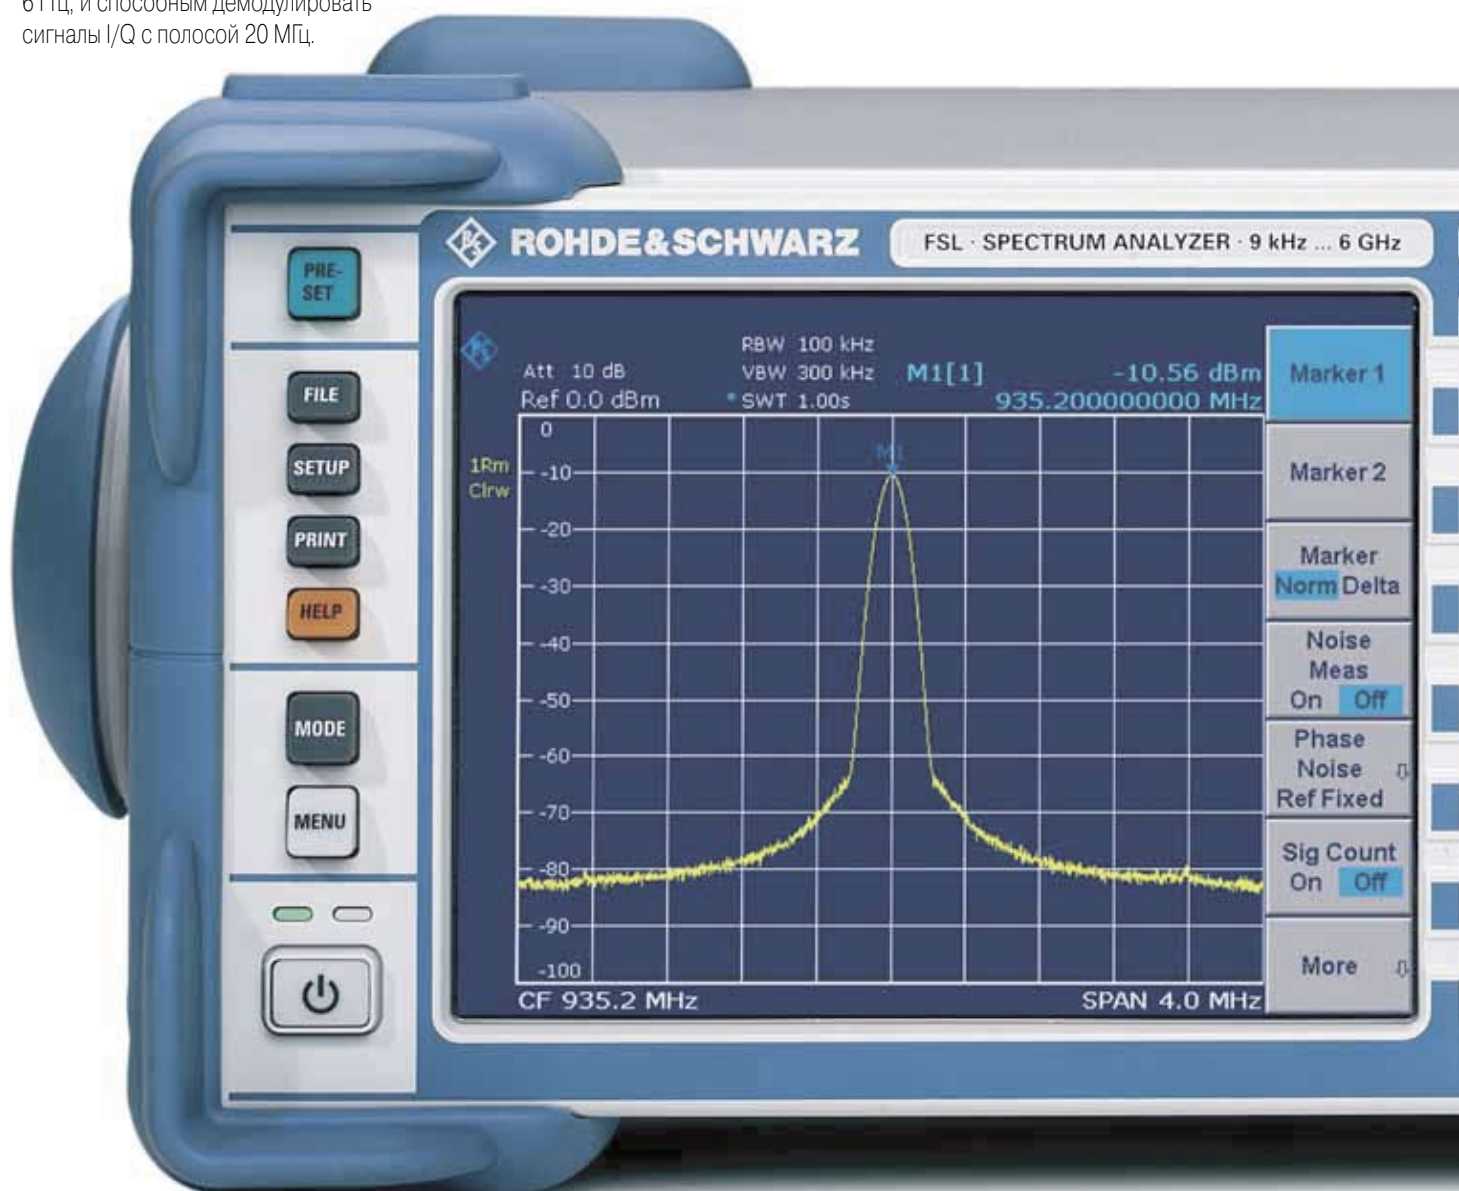 6 ГГц, и способным демодулировать
сигналы I/Q с полосой 20 МГц.
ROHDE&SCHWARZ
FSL · SPECTRUM ANALYZER · 9 kHz ... 6 GHz
PRE-
SET
FILE
SETUP
PRINT
HELP
MODE
MENU
Att 10 dB
Ref 0.0 dBm
RBW 100 kHz
VBW 300 kHz
* SWT 1.00s
M1[1]
-10.56 dBm
935.200000000 MHz
1Rm
Clrw
M1
0
-10
-20
-30
-40
-50
-60
-70
-80
-90
-100
CF 935.2 MHz
SPAN 4.0 MHz
Marker 1
Marker 2
Marker
Norm Delta
Noise
Meas
On Off
Phase
Noise
Ref Fixed
Sig Count
On Off
More